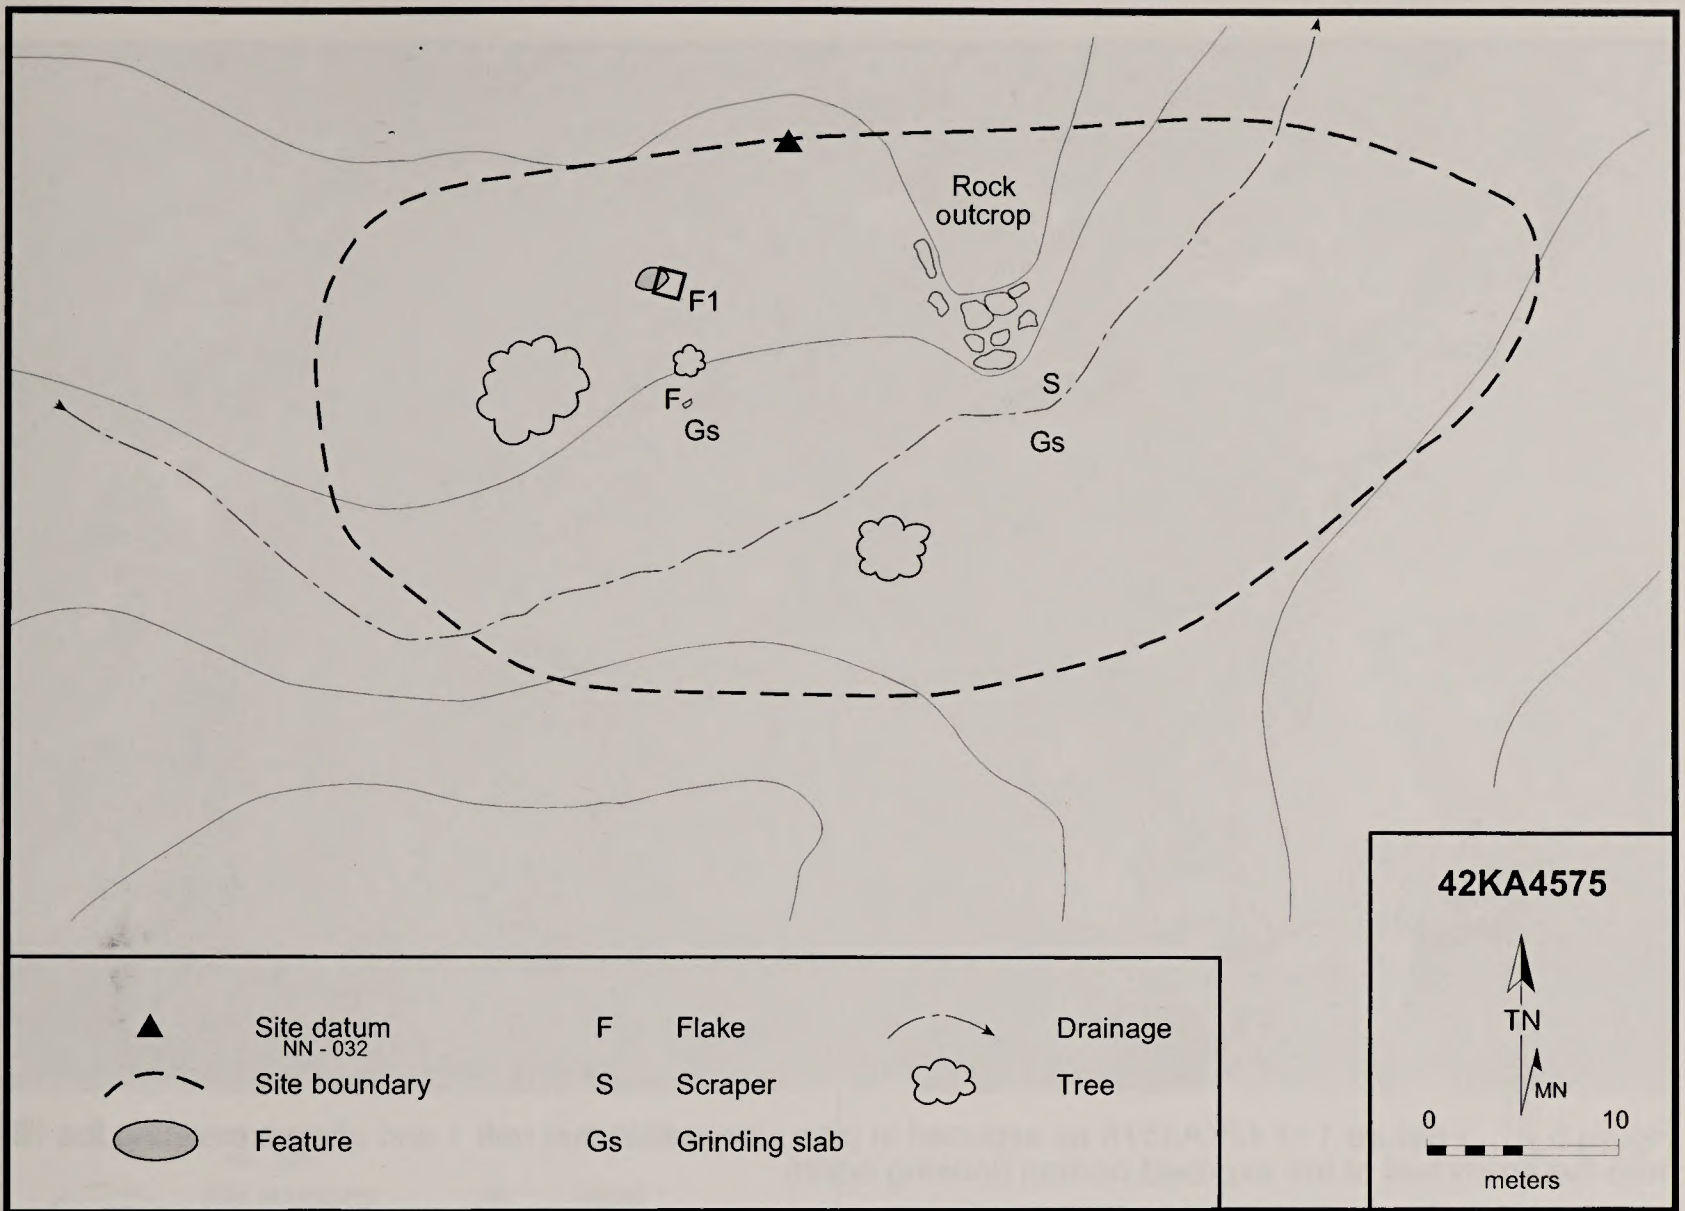 Rock
outcrop
F1
F
Gs
S
Gs
42KA4575
TN
MN
0 10
meters
Site datum
NN - 032
Site boundary
Feature
F Flake
S Scraper
Gs Grinding slab
Drainage
Tree